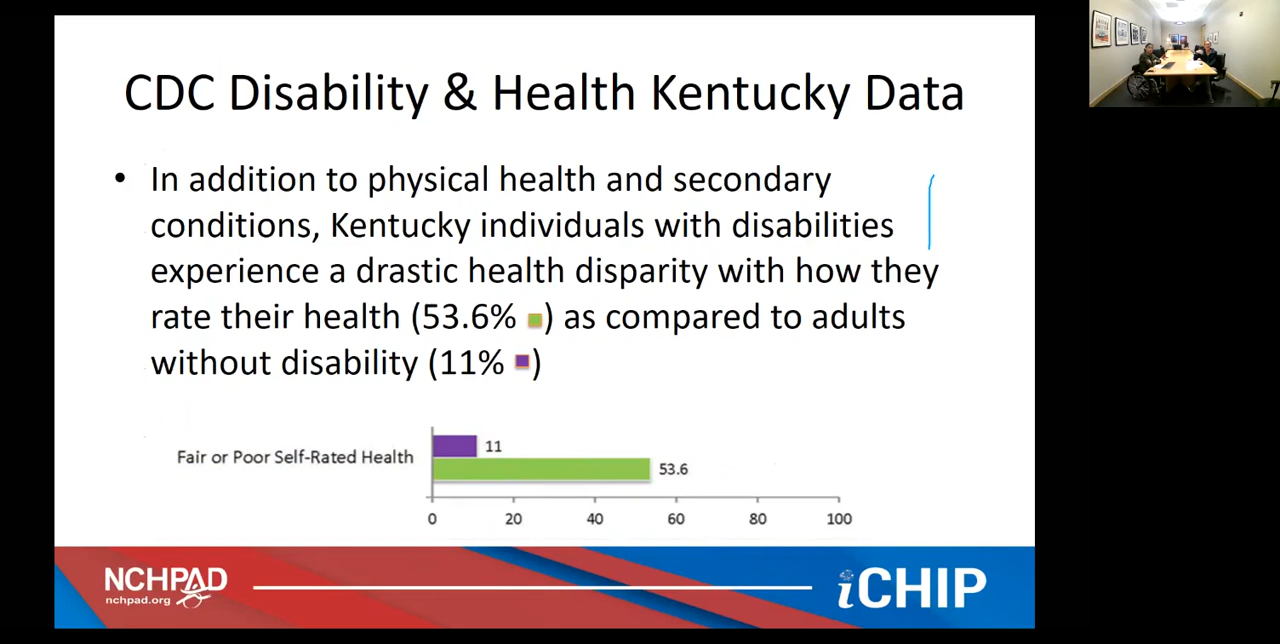 CDC Disability & Health Kentucky Data
• In addition to physical health and secondary
conditions, Kentucky individuals with disabilities
experience a drastic health disparity with how they
rate their health (53.6% ) as compared to adults
without disability (11% )
Fair or Poor Self-Rated Health
11
53.6
0 20 40 60 80 100
NCHPAD
nchpad.org
iCHIP